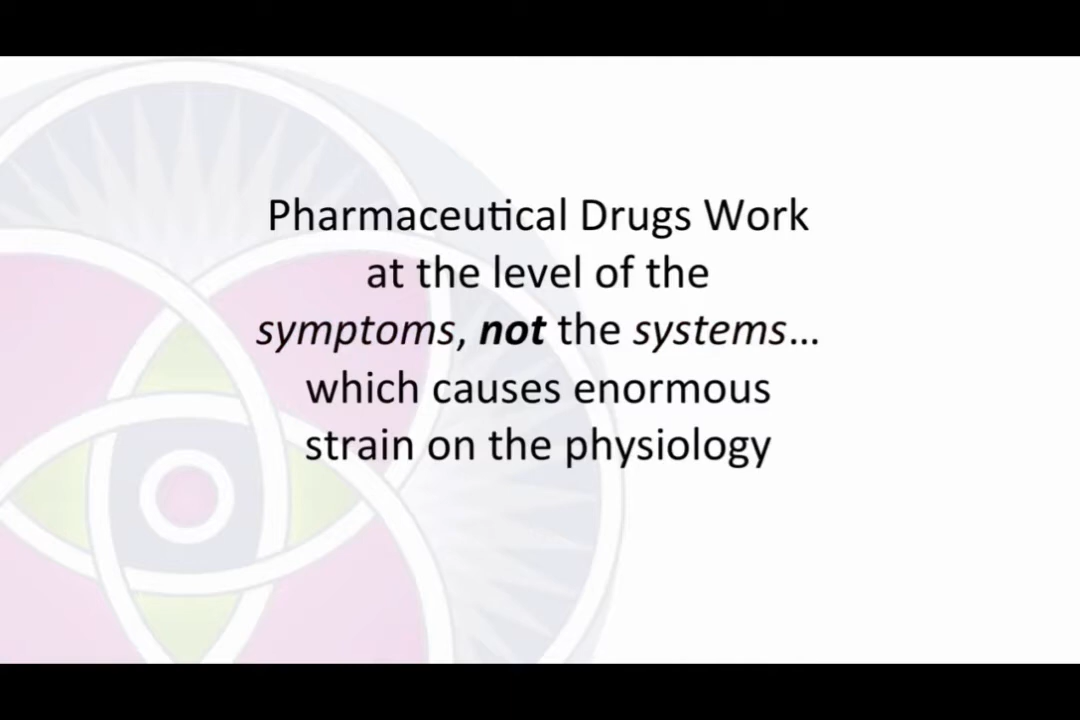 Pharmaceutical Drugs Work
at the level of the
symptoms, not the systems...
which causes enormous
strain on the physiology